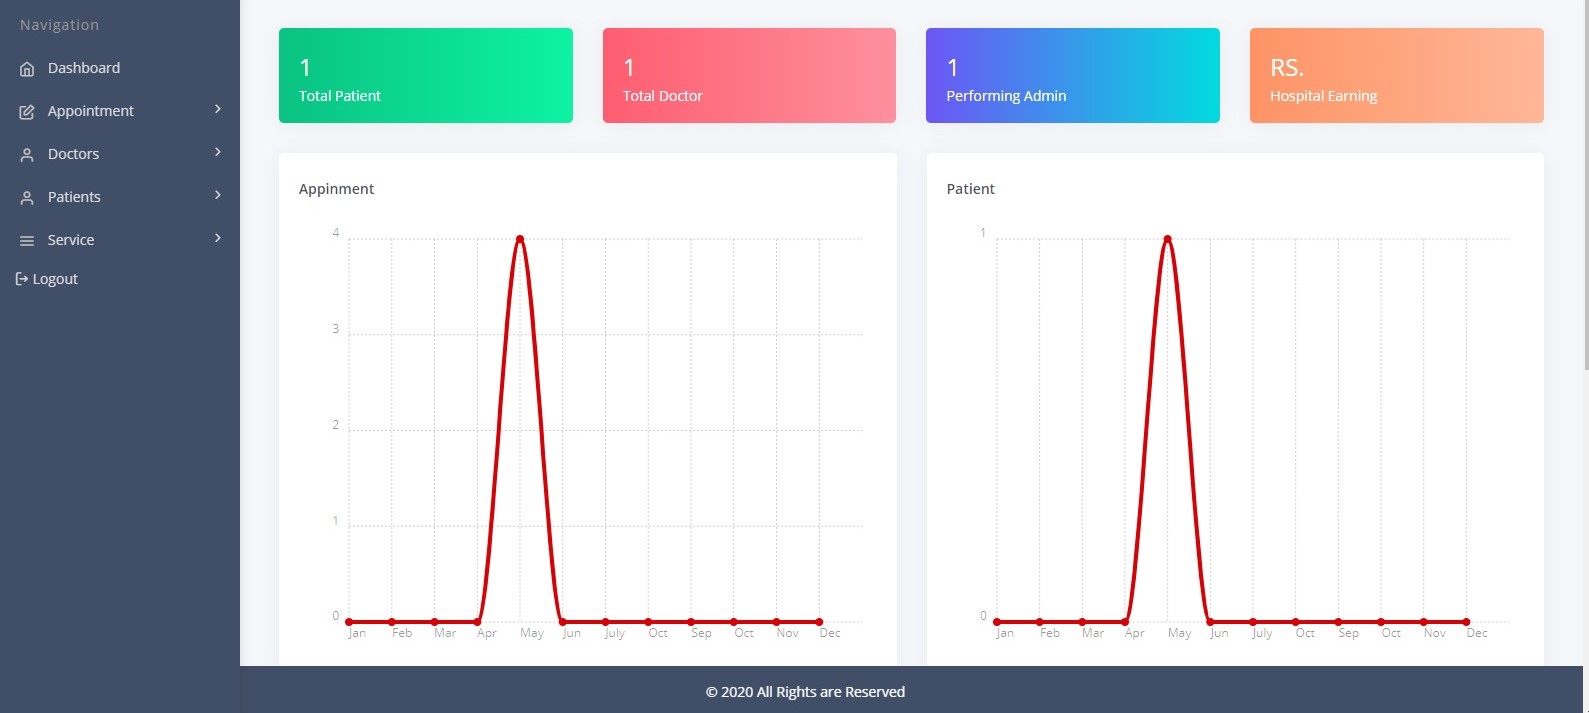 Navigation
Dashboard
Appointment
Doctors
Patients
Service
Logout
1
Total Patient
1
Total Doctor
1
Performing Admin
RS.
Hospital Earning
Appinment
4
3
2
1
0
Jan Feb Mar Apr May Jun July Oct Sep Oct Nov Dec
Patient
1
0
Jan Feb Mar Apr May Jun July Oct Sep Oct Nov Dec
© 2020 All Rights are Reserved